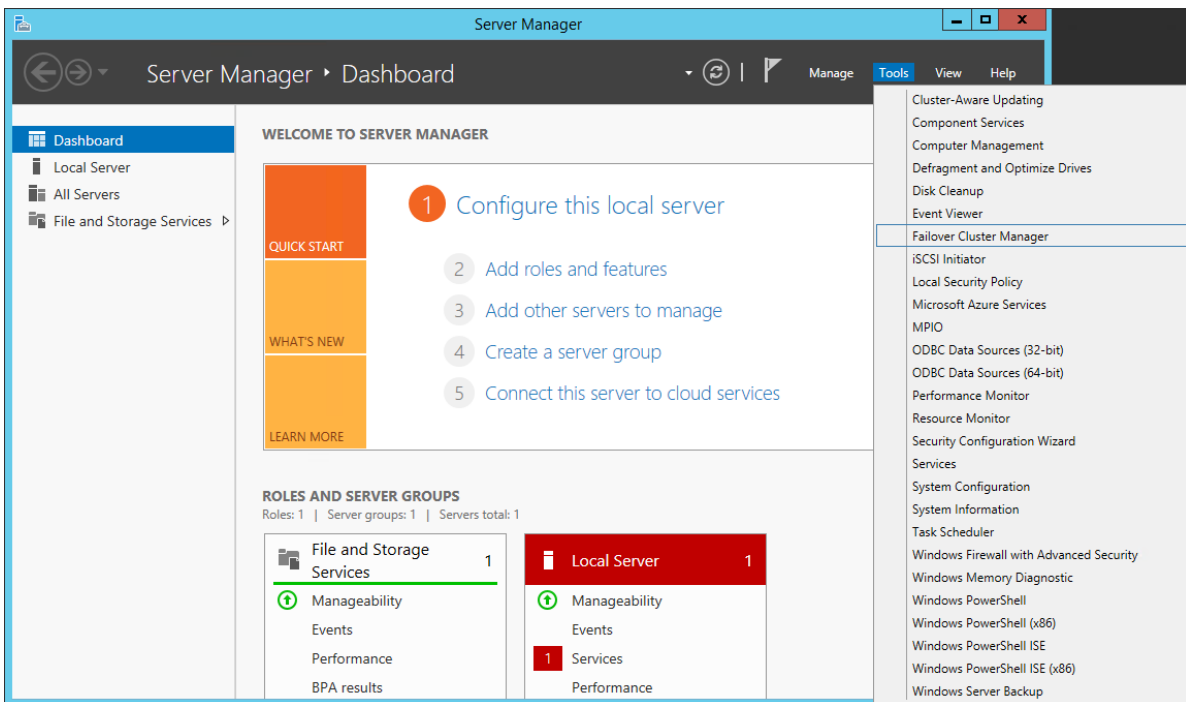 Server Manager
Server Manager ‣ Dashboard
Manage
Tools
View
Help
Dashboard
Local Server
All Servers
File and Storage Services
WELCOME TO SERVER MANAGER
QUICK START
WHAT'S NEW
LEARN MORE
1 Configure this local server
2 Add roles and features
3 Add other servers to manage
4 Create a server group
5 Connect this server to cloud services
ROLES AND SERVER GROUPS
Roles: 1 | Server groups: 1 | Servers total: 1
File and Storage
Services
1
Manageability
Events
Performance
BPA results
Local Server 1
Manageability
Events
1 Services
Performance
Cluster-Aware Updating
Component Services
Computer Management
Defragment and Optimize Drives
Disk Cleanup
Event Viewer
Failover Cluster Manager
iSCSI Initiator
Local Security Policy
Microsoft Azure Services
MPIO
ODBC Data Sources (32-bit)
ODBC Data Sources (64-bit)
Performance Monitor
Resource Monitor
Security Configuration Wizard
Services
System Configuration
System Information
Task Scheduler
Windows Firewall with Advanced Security
Windows Memory Diagnostic
Windows PowerShell
Windows PowerShell (x86)
Windows PowerShell ISE
Windows PowerShell ISE (x86)
Windows Server Backup